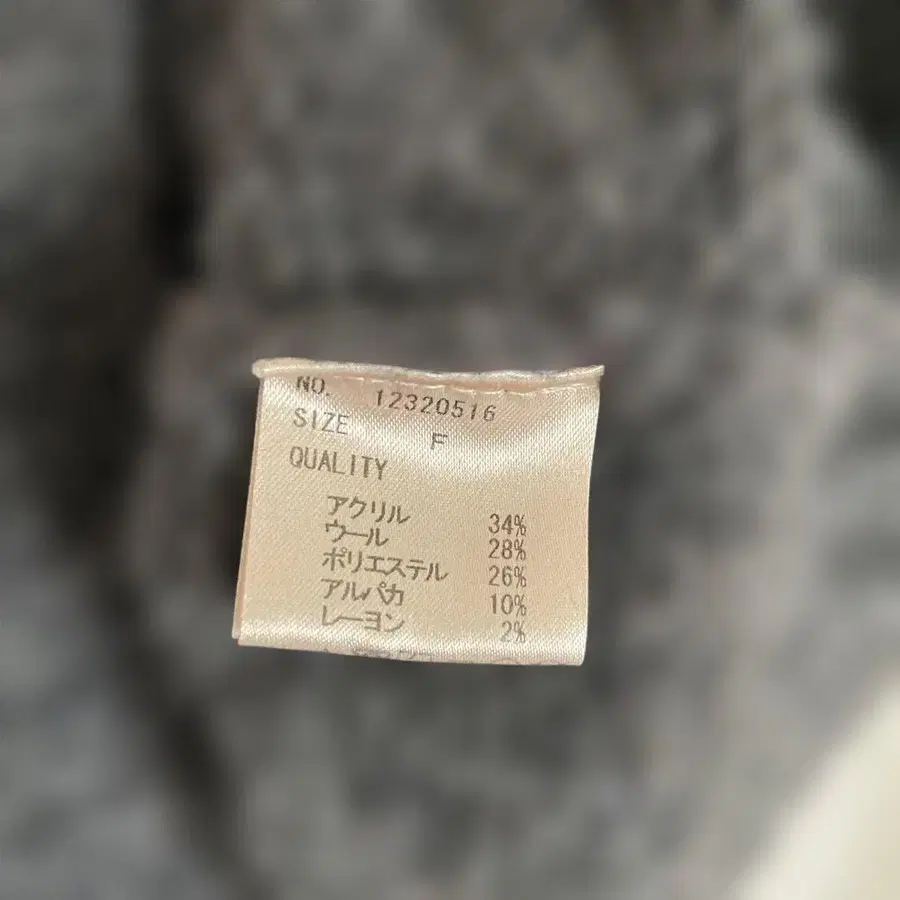 NO. 12320516
SIZE F
QUALITY
アクリル 34%
ウール 28%
ポリエステル 26%
アルパカ 10%
レーヨン 2%